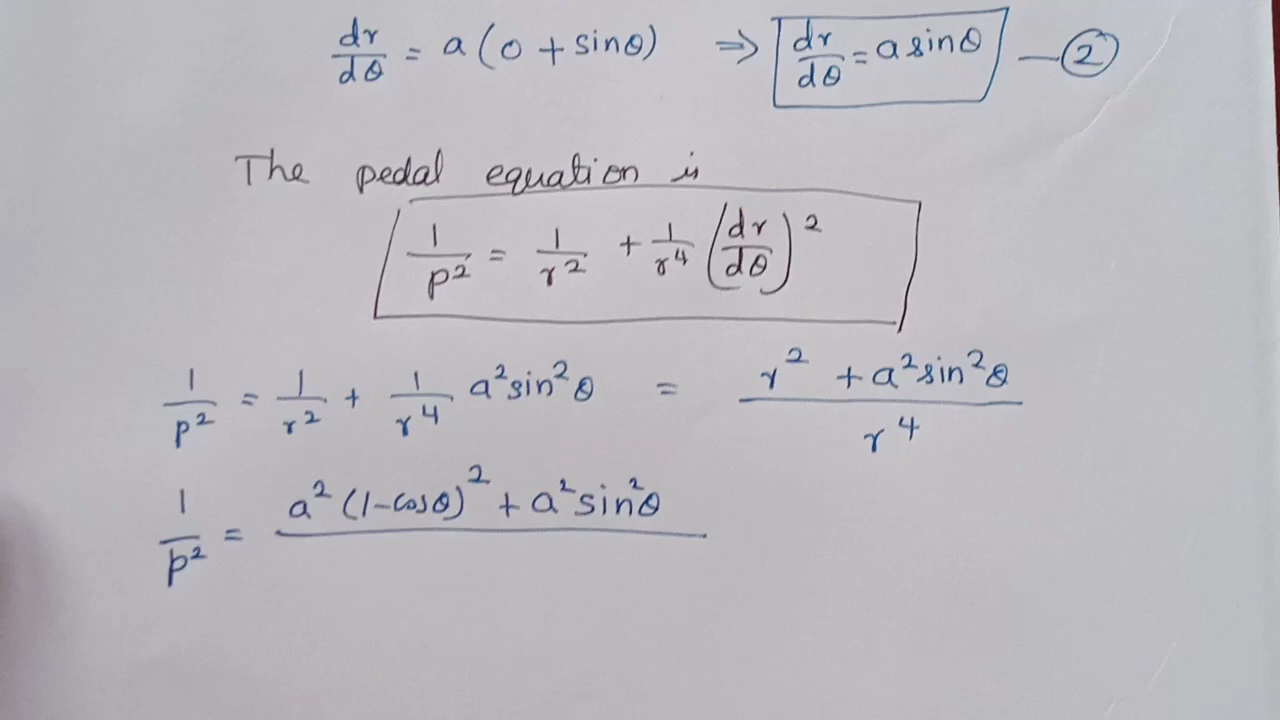 dr/dθ = a(0 + sinθ) ⇒ dr/dθ = a sinθ — ②
The pedal equation is
1/p² = 1/r² + 1/r⁴ (dr/dθ)²
1/p² = 1/r² + 1/r⁴ a²sin²θ = (r² + a²sin²θ)/r⁴
1/p² = a²(1-cosθ)² + a²sin²θ